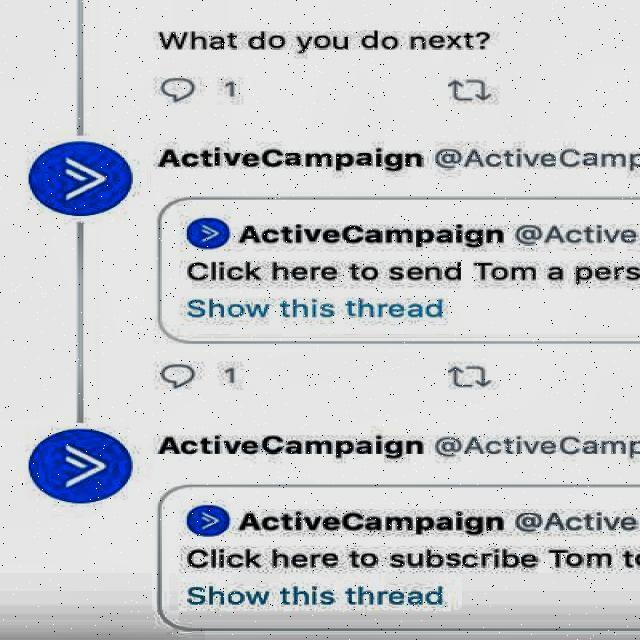 What do you do next?
1
ActiveCampaign @ActiveCamp
ActiveCampaign @Active
Click here to send Tom a pers
Show this thread
1
ActiveCampaign @ActiveCamp
ActiveCampaign @Active
Click here to subscribe Tom to
Show this thread